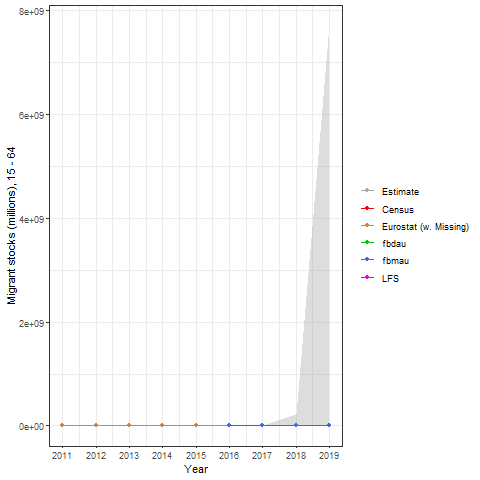 8e+09
6e+09
4e+09
2e+09
0e+00
Migrant stocks (millions), 15 - 64
2011 2012 2013 2014 2015 2016 2017 2018 2019
Year
Estimate
Census
Eurostat (w. Missing)
fbdau
fbmau
LFS